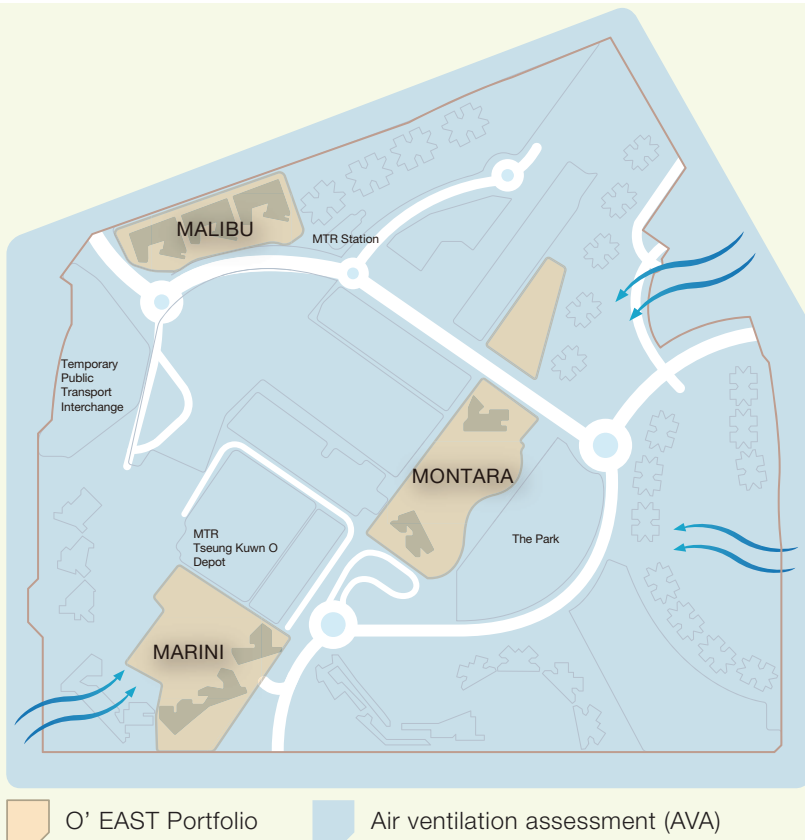 MALIBU
MTR Station
Temporary
Public
Transport
Interchange
MONTARA
MTR
Tseung Kuwn O
Depot
The Park
MARINI
O' EAST Portfolio
Air ventilation assessment (AVA)